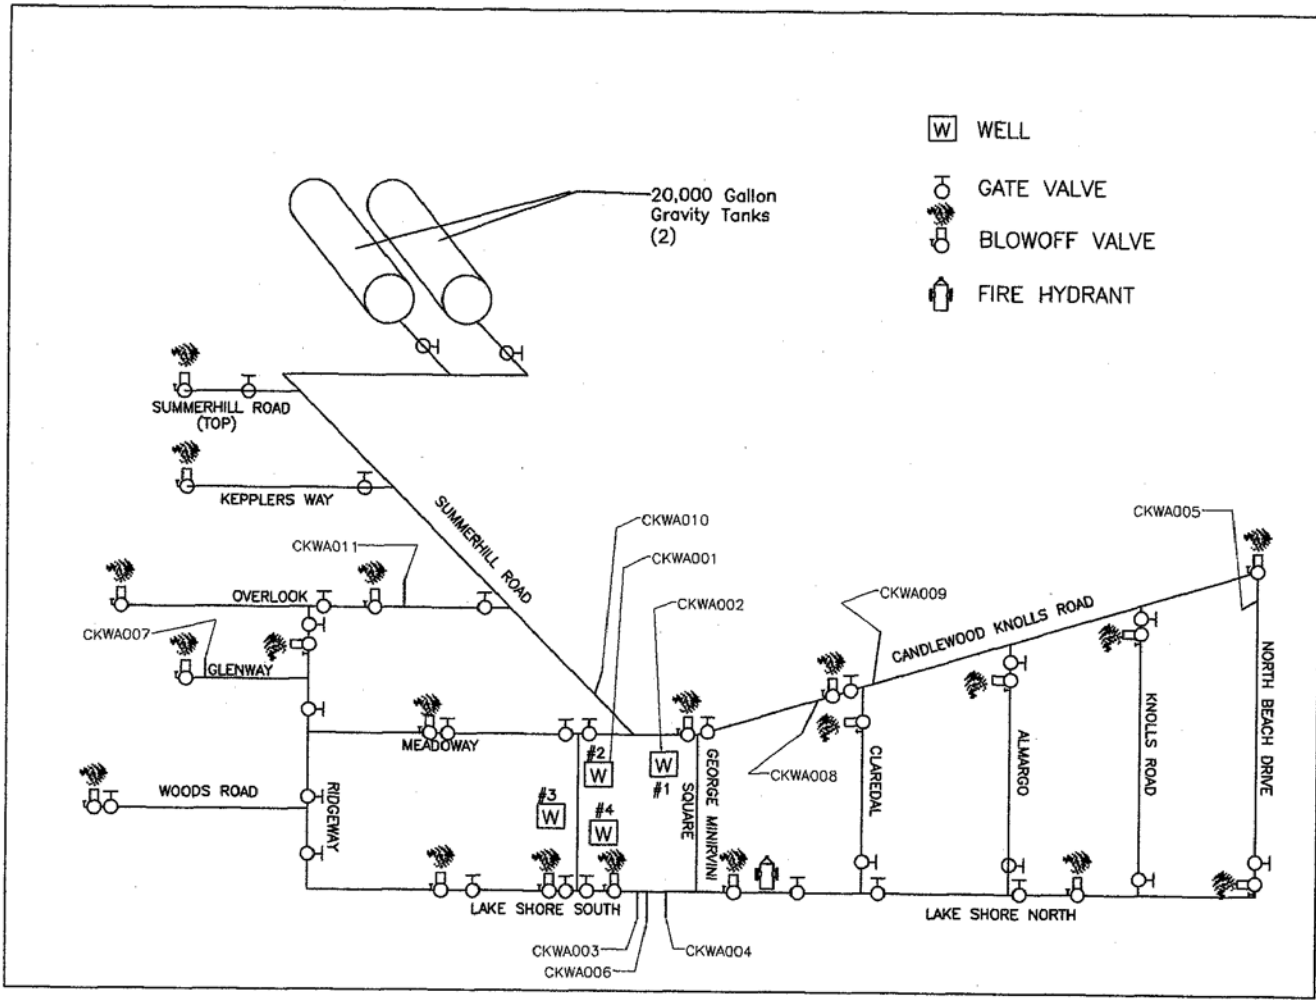 W WELL
GATE VALVE
BLOWOFF VALVE
FIRE HYDRANT
20,000 Gallon
Gravity Tanks
(2)
SUMMERHILL ROAD
(TOP)
KEPPLERS WAY
SUMMERHILL ROAD
CKWA010
CKWA001
CKWA002
CKWA005
CKWA011
CKWA009
OVERLOOK
CKWA007
GLENWAY
CANDLEWOOD KNOLLS ROAD
NORTH BEACH DRIVE
MEADOWAY
#2
W
W
#1
GEORGE MINIRVINI
SQUARE
CKWA008
CLAREDAL
ALMARGO
KNOLLS ROAD
WOODS ROAD
RIDGEWAY
#3
W
#4
W
LAKE SHORE SOUTH
LAKE SHORE NORTH
CKWA003
CKWA004
CKWA006